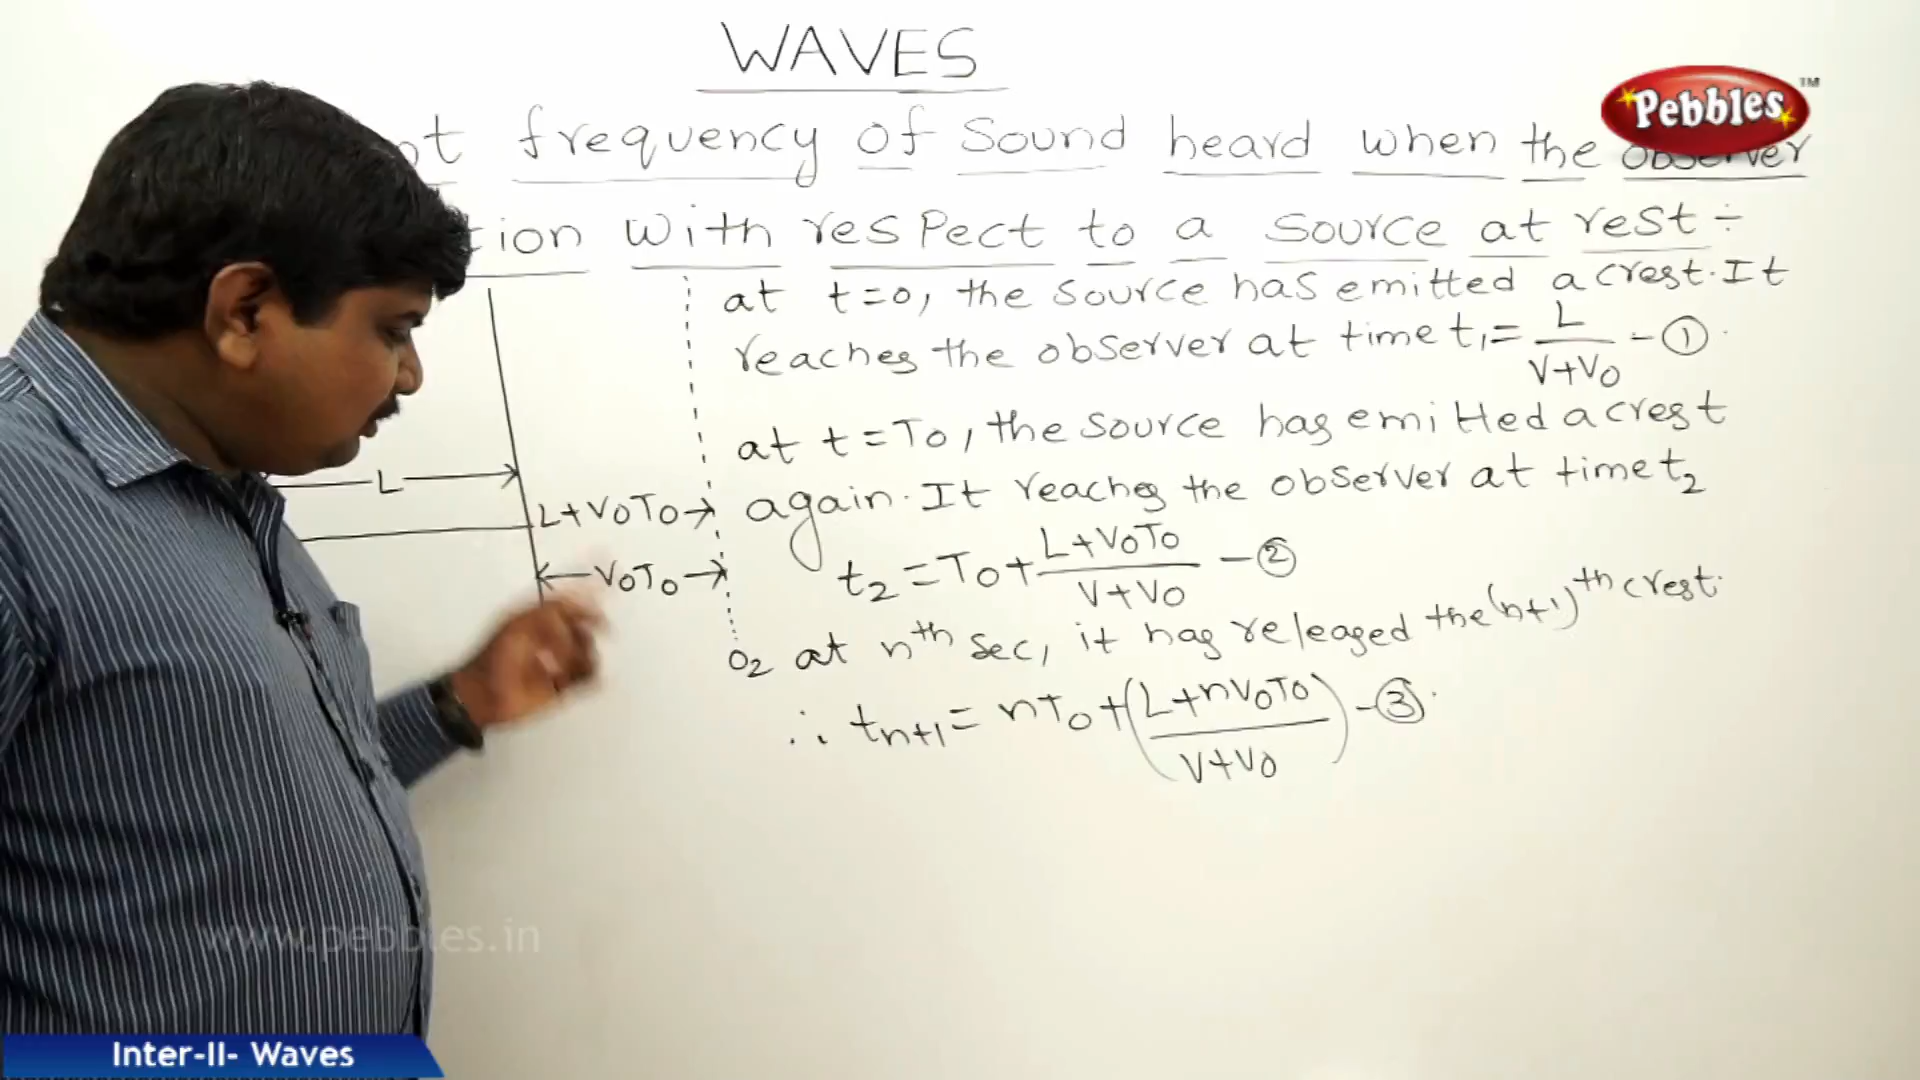 WAVES
Pebbles TM
frequency of Sound heard when the observer
tion with respect to a source at rest ÷
at t=0, the source has emitted a crest. It
reaches the observer at time t₁= L/(V+V₀) - ①
at t=T₀, the source has emitted a crest
again. It reaches the observer at time t₂
t₂ = T₀+ (L+V₀T₀)/(V+V₀) - ②
at nᵗʰ sec, it has released the (n+1)ᵗʰ crest.
∴ tₙ₊₁= nT₀+((L+nV₀T₀)/(V+V₀)) - ③
L
L+V₀T₀
V₀T₀
O₂
www.pebbles.in
Inter-II- Waves